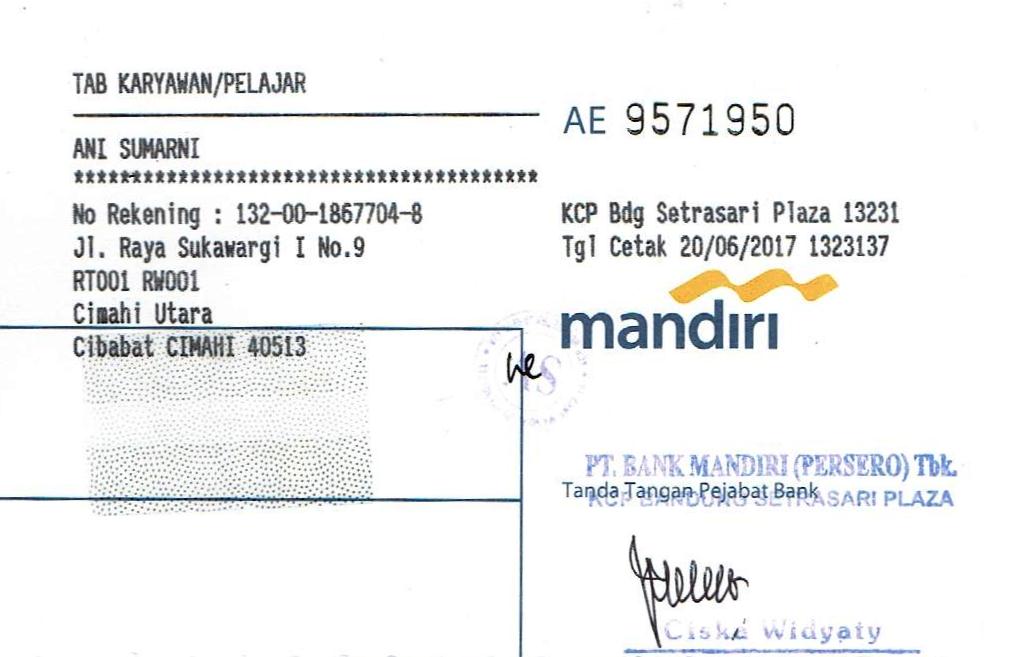 TAB KARYAWAN/PELAJAR
AE 9571950
ANI SUMARNI
****************************************
No Rekening : 132-00-1867704-8
Jl. Raya Sukawargi I No.9
RT001 RW001
Cimahi Utara
Cibabat CIMAHI 40513
KCP Bdg Setrasari Plaza 13231
Tgl Cetak 20/06/2017 1323137
mandiri
PT. BANK MANDIRI (PERSERO) Tbk.
Tanda Tangan Pejabat Bank
KCP BANDUNG SETRASARI PLAZA
Ciska Widyaty